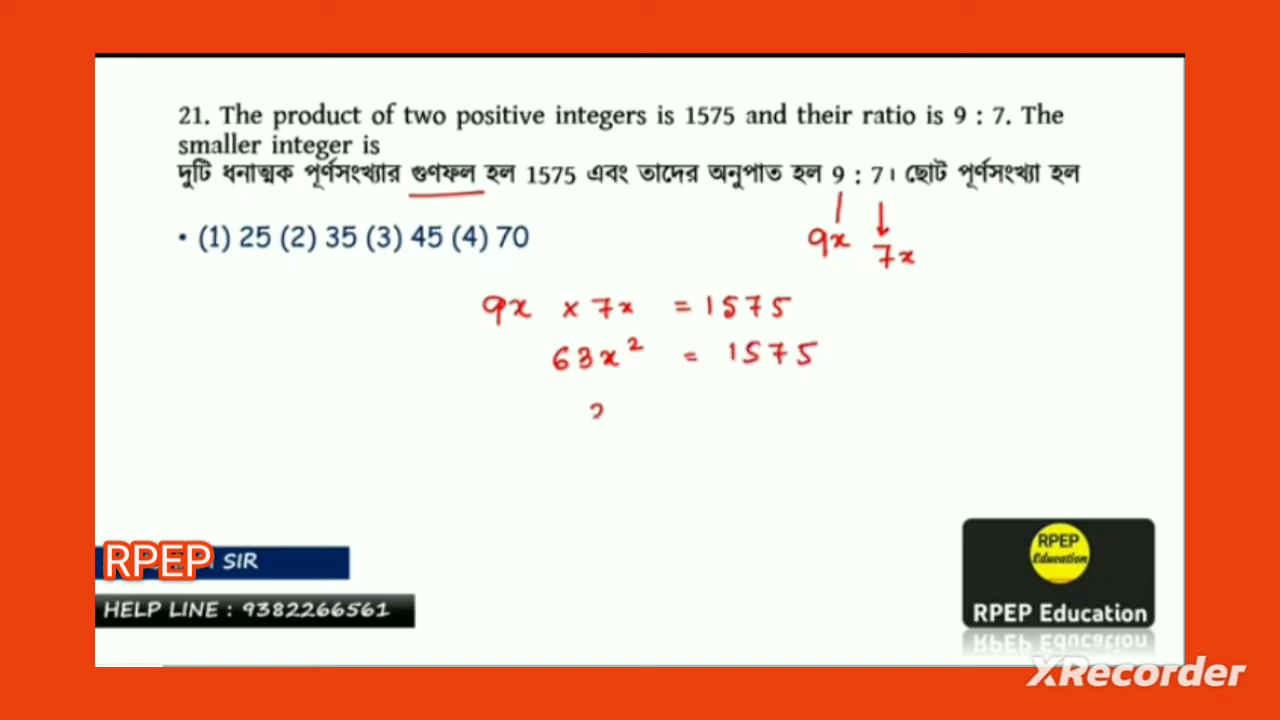 21. The product of two positive integers is 1575 and their ratio is 9 : 7. The
smaller integer is
দুটি ধনাত্মক পূর্ণসংখ্যার গুণফল হল 1575 এবং তাদের অনুপাত হল 9 : 7। ছোট পূর্ণসংখ্যা হল
• (1) 25 (2) 35 (3) 45 (4) 70
9x 7x
9x × 7x = 1575
63x² = 1575
RPEP SIR
HELP LINE : 9382266561
RPEP
Education
RPEP Education
XRecorder